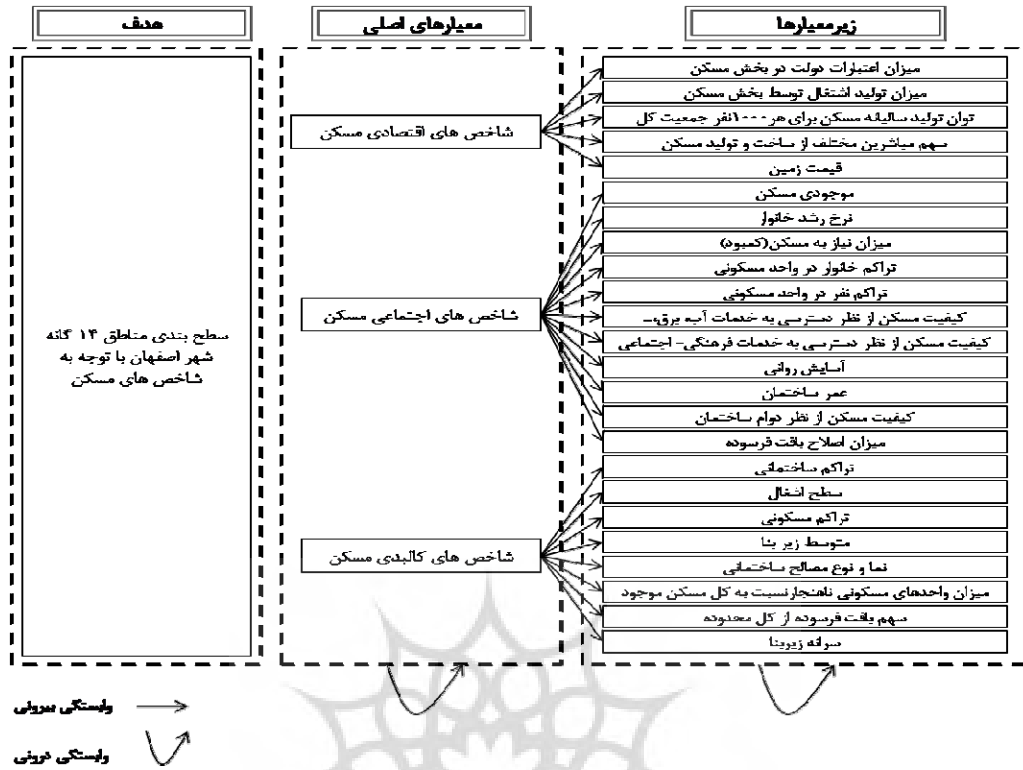 هدف
معیارهای اصلی
زیرمعیارها
سطح بندی مناطق ۱۴ گانه
شهر اصفهان با توجه به
شاخص های مسکن
شاخص های اقتصادی مسکن
شاخص های اجتماعی مسکن
شاخص های کالبدی مسکن
میزان اعتبارات دولت در بخش مسکن
میزان تولید اشتغال توسط بخش مسکن
توان تولید سالیانه مسکن برای هر ۱۰۰۰نفر جمعیت کل
سهم مباشرین مختلف از ساخت و تولید مسکن
قیمت زمین
موجودی مسکن
نرخ رشد خانوار
میزان نیاز به مسکن(کمبود)
تراکم خانوار در واحد مسکونی
تراکم نفر در واحد مسکونی
کیفیت مسکن از نظر دسترسی به خدمات آب، برق،...
کیفیت مسکن از نظر دسترسی به خدمات فرهنگی- اجتماعی
آسایش روانی
عمر ساختمان
کیفیت مسکن از نظر دوام ساختمان
میزان اصلاح بافت فرسوده
تراکم ساختمانی
سطح اشغال
تراکم مسکونی
متوسط زیر بنا
نما و نوع مصالح ساختمانی
میزان واحدهای مسکونی ناهنجارنسبت به کل مسکن موجود
سهم بافت فرسوده از کل محدوده
سرانه زیربنا
وابستگی بیرونی
وابستگی درونی